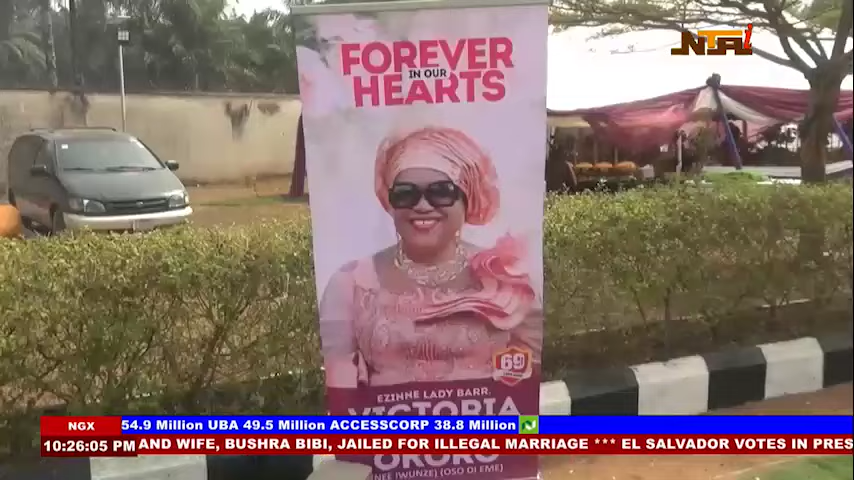 NTAi
FOREVER
IN OUR
HEARTS
69
EZINNE LADY BARR.
VICTORIA
NGX
54.9 Million UBA 49.5 Million ACCESSCORP 38.8 Million
10:26:05 PM
AND WIFE, BUSHRA BIBI, JAILED FOR ILLEGAL MARRIAGE *** EL SALVADOR VOTES IN PRES
(NEE IWUNZE) (OSO DI EME)